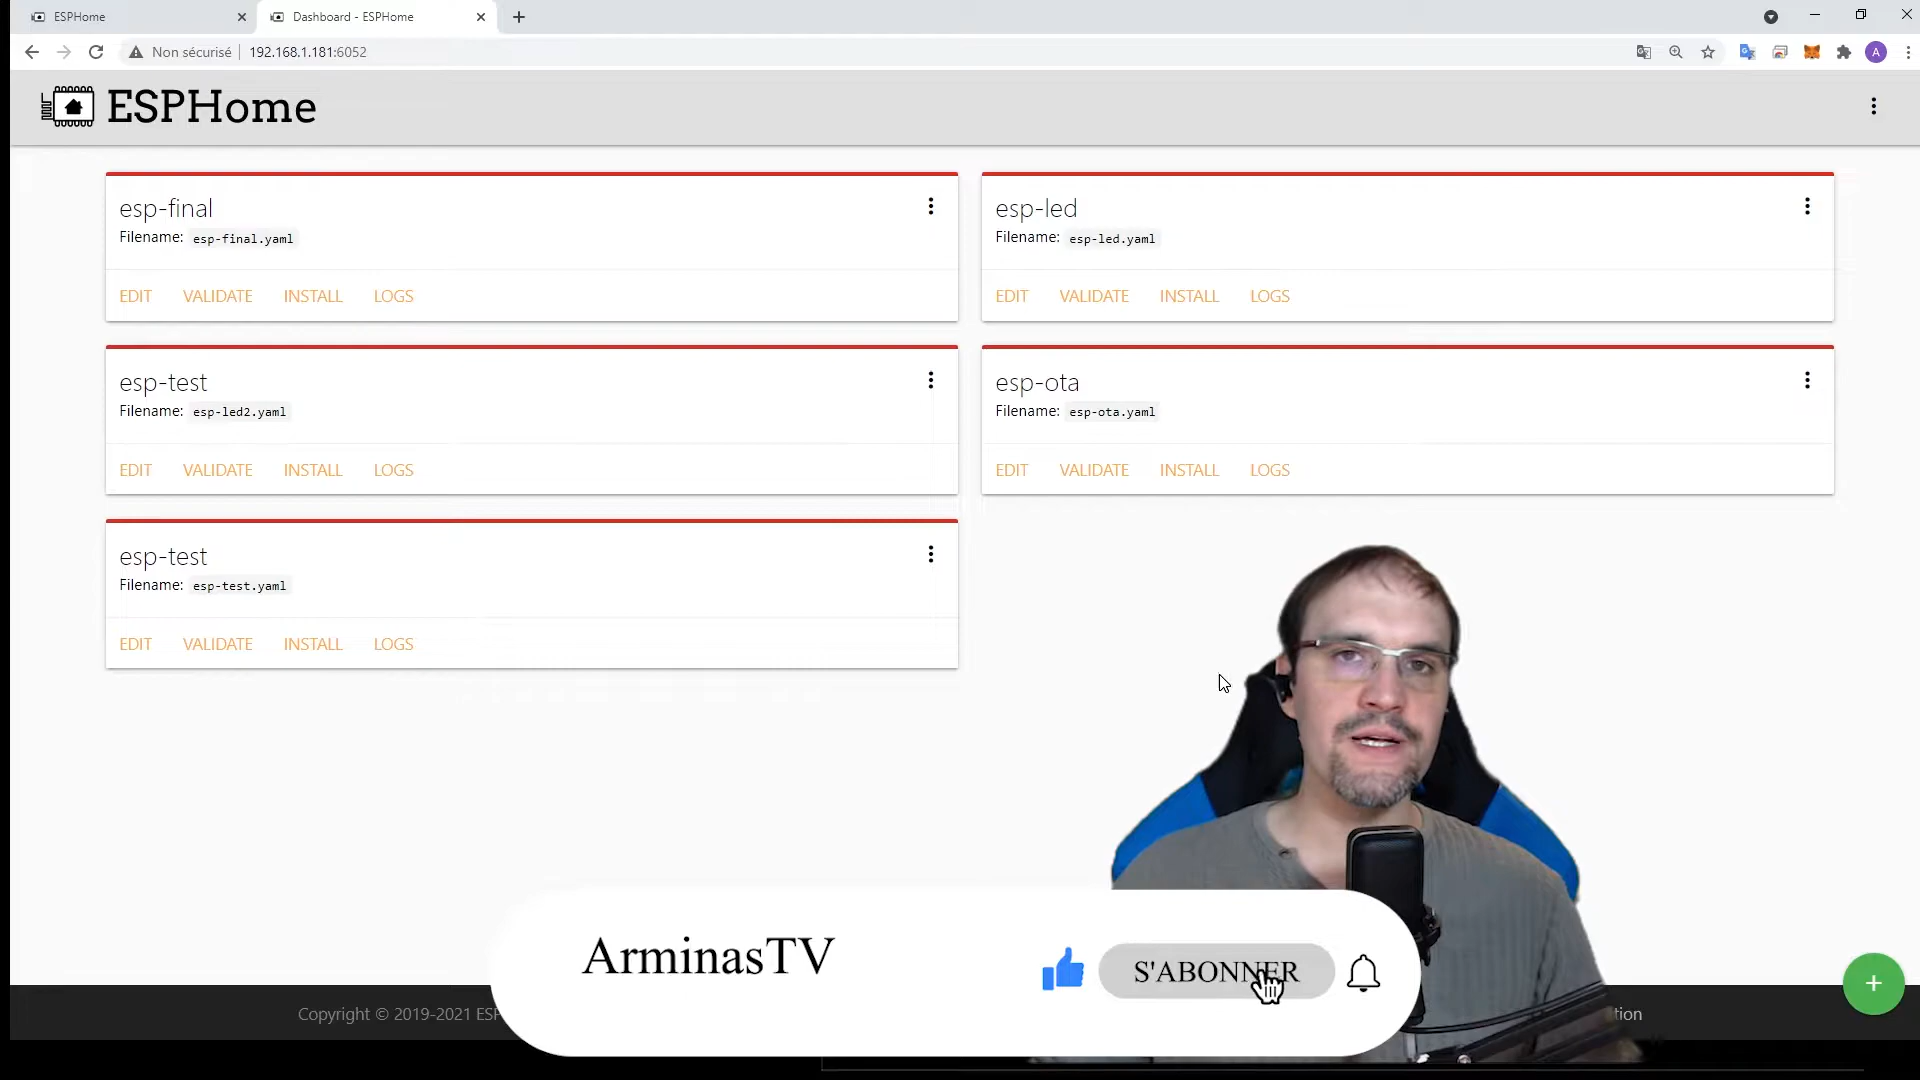 ESPHome
Dashboard - ESPHome
Non sécurisé
192.168.1.181:6052
A
ESPHome
esp-final
Filename: esp-final.yaml
EDIT VALIDATE INSTALL LOGS
esp-led
Filename: esp-led.yaml
EDIT VALIDATE INSTALL LOGS
esp-test
Filename: esp-led2.yaml
EDIT VALIDATE INSTALL LOGS
esp-ota
Filename: esp-ota.yaml
EDIT VALIDATE INSTALL LOGS
esp-test
Filename: esp-test.yaml
EDIT VALIDATE INSTALL LOGS
ArminasTV
S'ABONNER
Copyright © 2019-2021 ESP